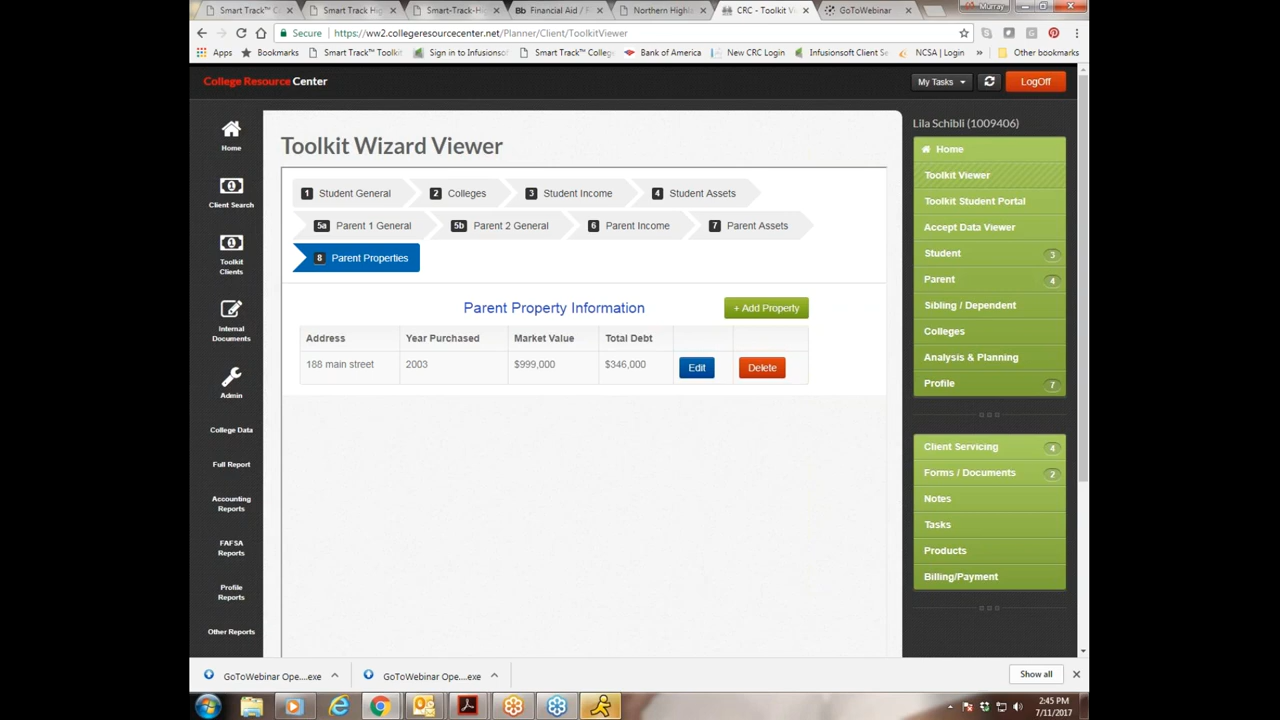 Smart Track™ C
Smart Track Hig
Smart-Track-H
Bb Financial Aid / F
Northern Highl
CRC - Toolkit Vi
GoToWebinar
Murray
Secure
https://ww2.collegeresourcecenter.net/Planner/Client/ToolkitViewer
Apps
Bookmarks
Smart Track™ Toolkit
Sign in to Infusionsof
Smart Track™ Colleg
Bank of America
New CRC Login
Infusionsoft Client Se
NCSA | Login
»
Other bookmarks
College Resource Center
My Tasks
LogOff
Home
Client Search
Toolkit
Clients
Internal
Documents
Admin
College Data
Full Report
Accounting
Reports
FAFSA
Reports
Profile
Reports
Other Reports
Toolkit Wizard Viewer
1 Student General
2 Colleges
3 Student Income
4 Student Assets
5a Parent 1 General
5b Parent 2 General
6 Parent Income
7 Parent Assets
8 Parent Properties
Parent Property Information
+ Add Property
Address Year Purchased Market Value Total Debt
188 main street 2003 $999,000 $346,000 Edit Delete
Lila Schibli (1009406)
Home
Toolkit Viewer
Toolkit Student Portal
Accept Data Viewer
Student 3
Parent 4
Sibling / Dependent
Colleges
Analysis & Planning
Profile 7
Client Servicing 4
Forms / Documents 2
Notes
Tasks
Products
Billing/Payment
GoToWebinar Ope....exe
GoToWebinar Ope....exe
Show all
2:45 PM
7/11/2017